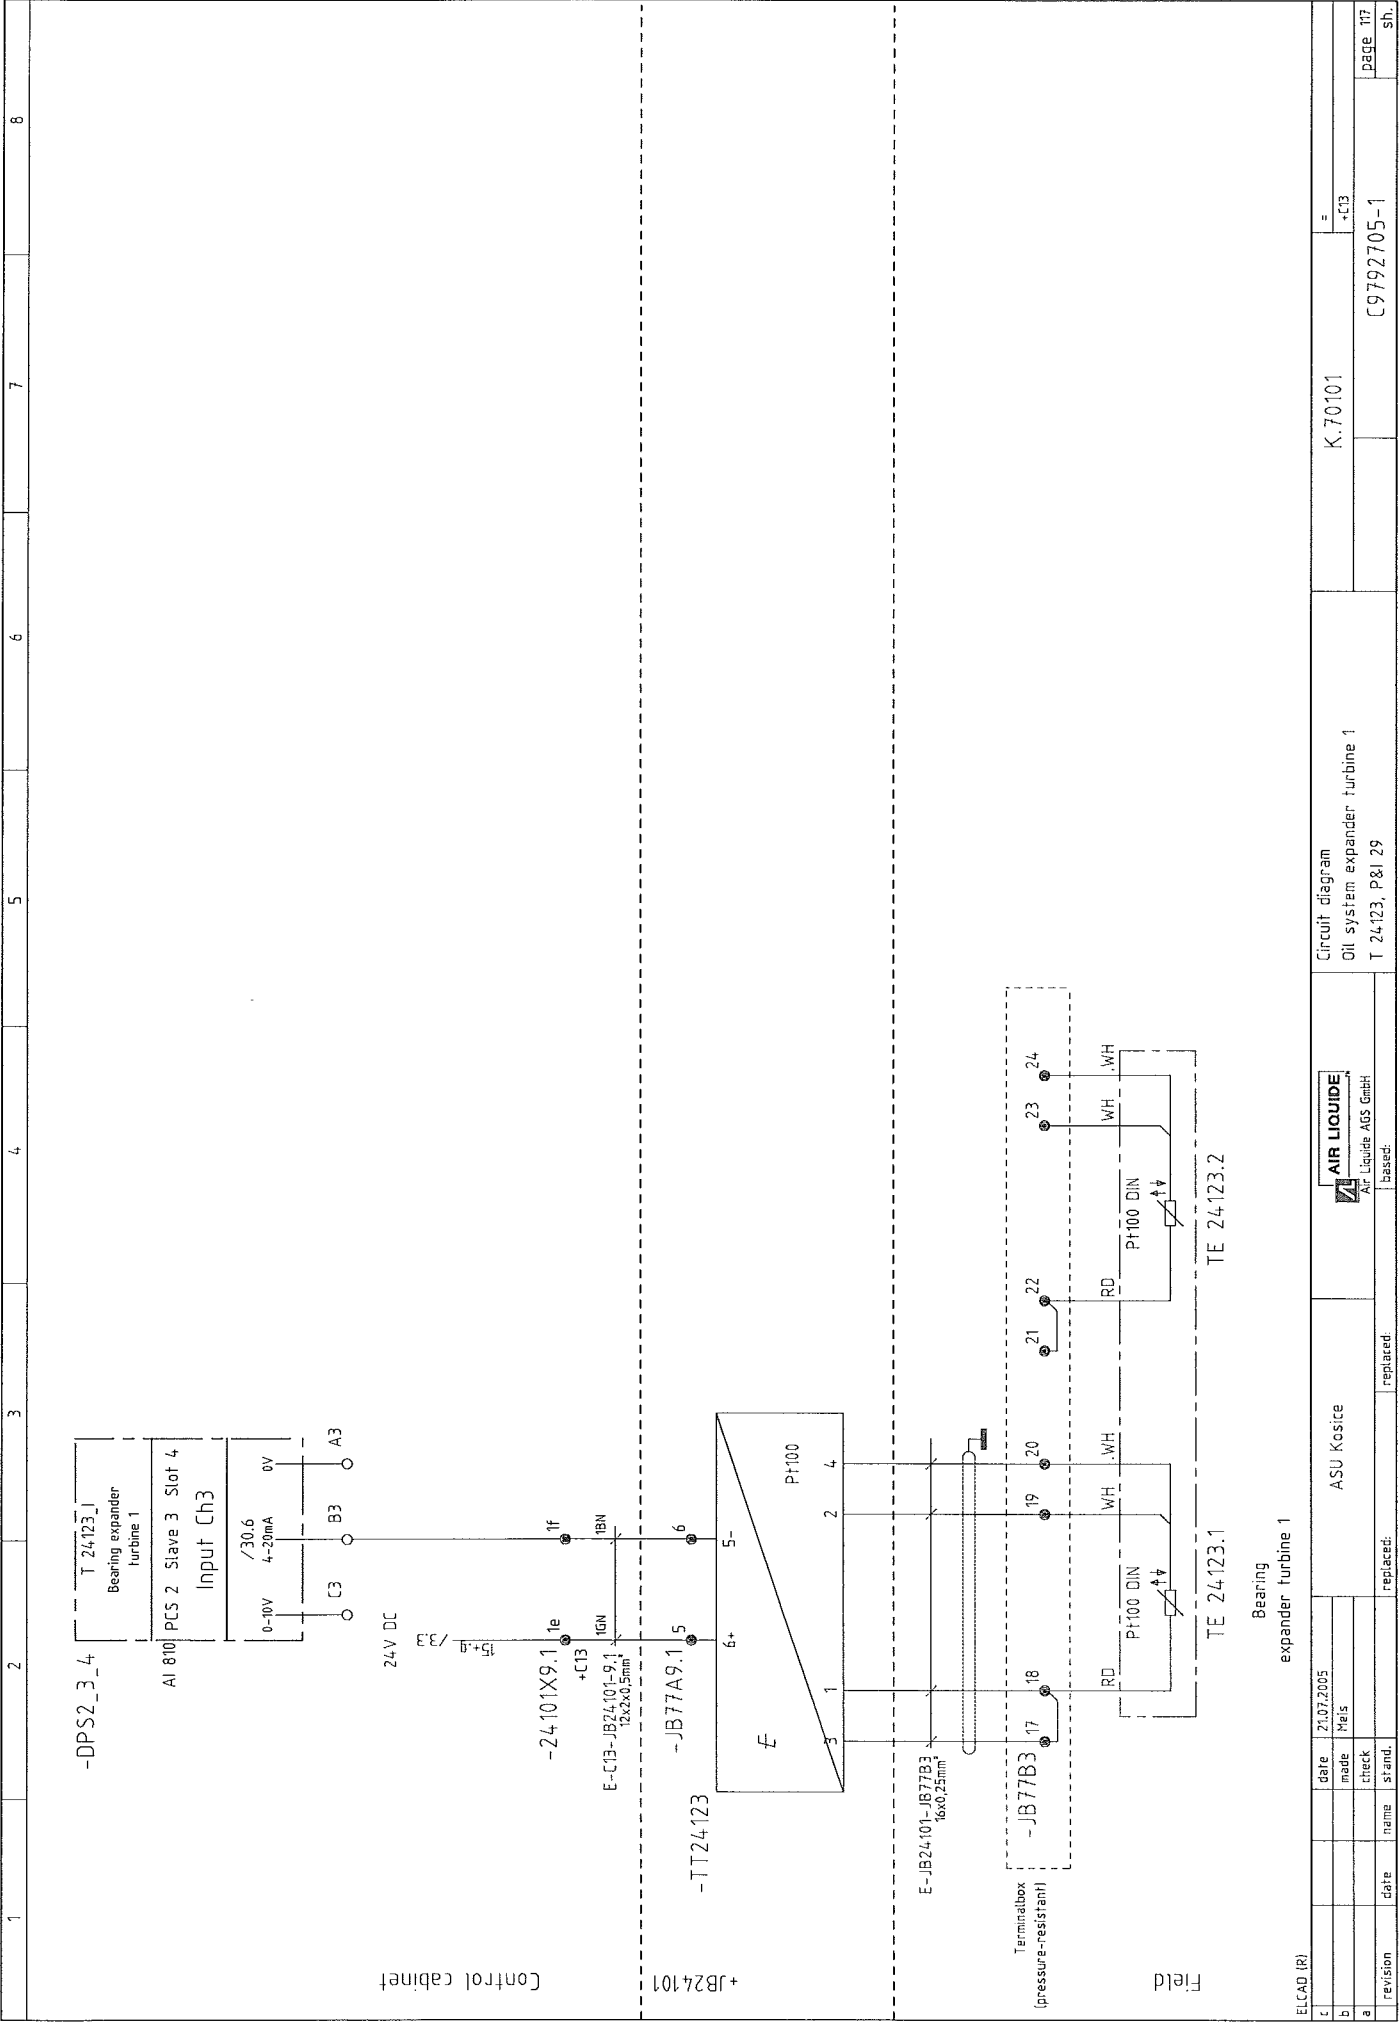 1 2 3 4 5 6 7 8
-DPS2_3_4
T 24123_I
Bearing expander
turbine 1
AI 810 PCS 2 Slave 3 Slot 4
Input Ch3
/30.6
0-10V 4-20mA 0V
C3 B3 A3
24V DC
/3.3
-24101X9.1 1e 1f
+C13
E-C13-JB24101-9.1 1GN 1BN
12x2x0,5mm²
-JB77A9.1 5 6
-TT24123
6+ 5-
Pt100
3 1 2 4
E-JB24101-JB77B3
16x0,25mm²
Terminalbox
(pressure-resistant)
-JB77B3 17 18 19 20 21 22 23 24
RD WH .WH RD WH .WH
Pt100 DIN Pt100 DIN
TE 24123.1 TE 24123.2
Bearing
expander turbine 1
Control cabinet
+JB24101
Field
ELCAD (R)
c date 21.07.2005
b made Meis
a check
revision date name stand.
replaced: replaced: based:
ASU Kosice
AIR LIQUIDE
Air Liquide AGS GmbH
Circuit diagram
Oil system expander turbine 1
T 24123, P&I 29
K.70101
=
+C13
C9792705-1
page 117
sh.